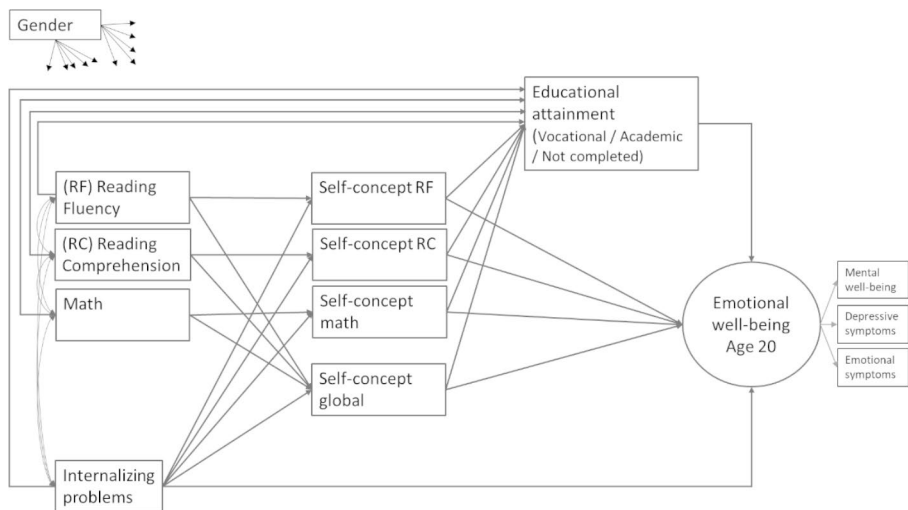 Gender
Educational
attainment
(Vocational / Academic
/ Not completed)
(RF) Reading
Fluency
Self-concept RF
(RC) Reading
Comprehension
Self-concept RC
Math
Self-concept
math
Self-concept
global
Internalizing
problems
Emotional
well-being
Age 20
Mental
well-being
Depressive
symptoms
Emotional
symptoms